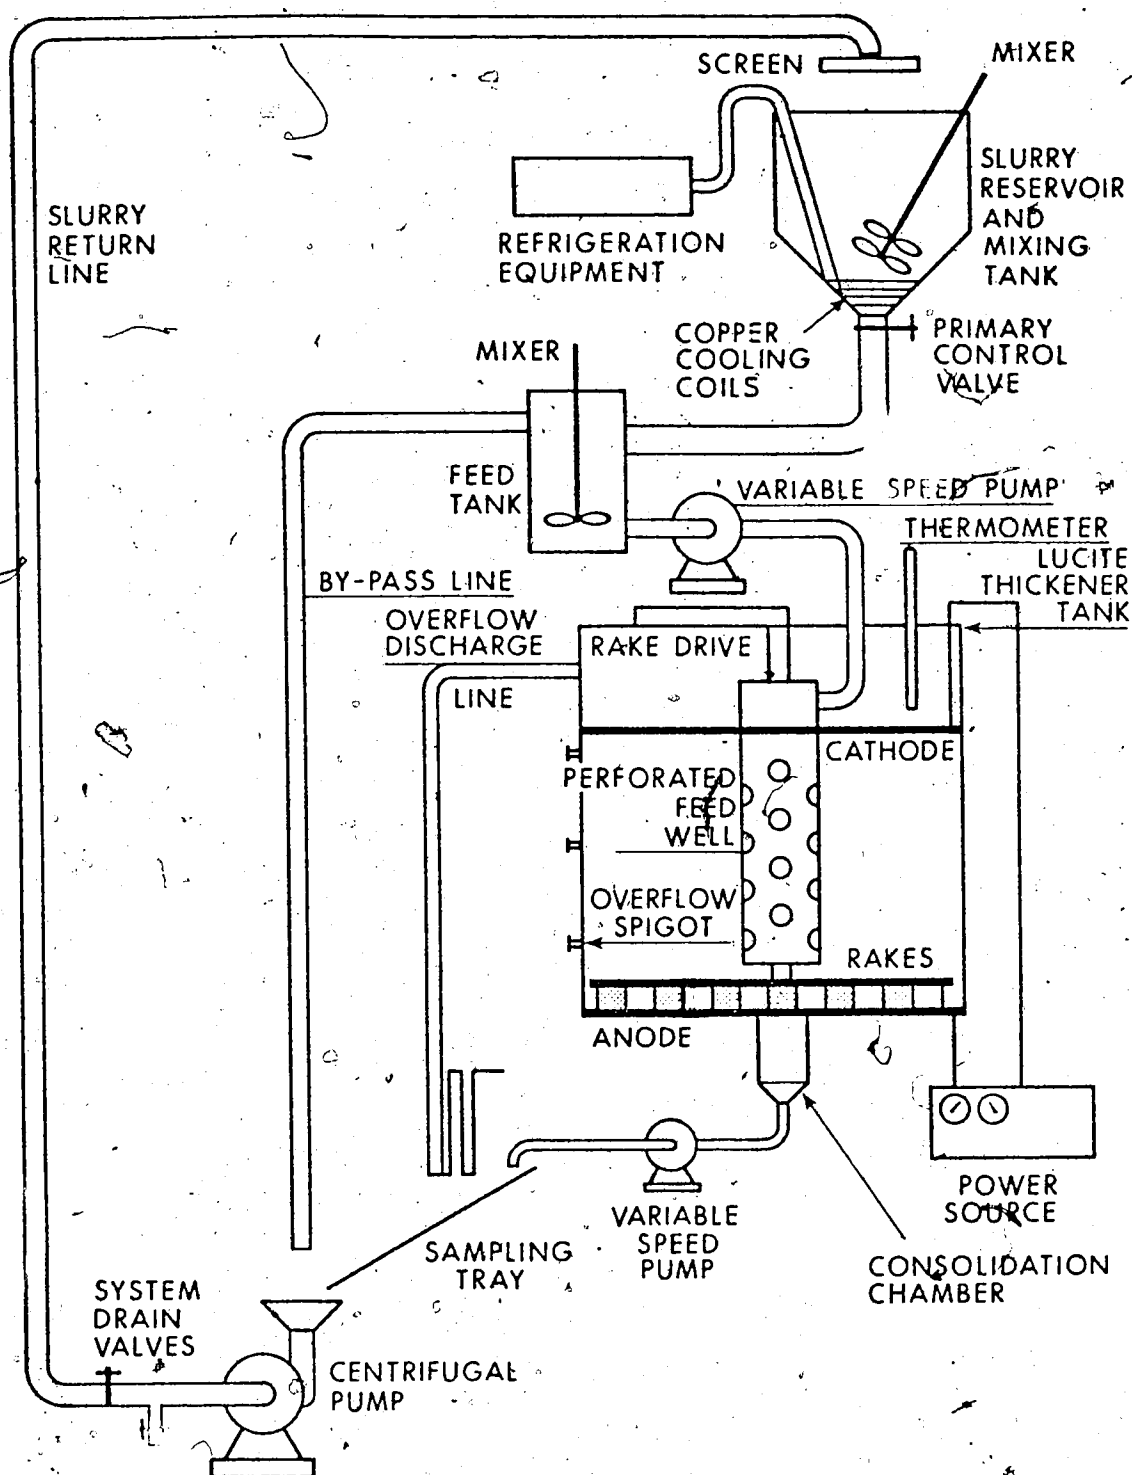 MIXER
SCREEN
SLURRY
RESERVOIR
AND
MIXING
TANK
SLURRY
RETURN
LINE
REFRIGERATION
EQUIPMENT
COPPER
COOLING
COILS
PRIMARY
CONTROL
VALVE
MIXER
FEED
TANK
VARIABLE SPEED PUMP
THERMOMETER
LUCITE
THICKENER
TANK
BY-PASS LINE
OVERFLOW
DISCHARGE
LINE
RAKE DRIVE
CATHODE
PERFORATED
FEED
WELL
OVERFLOW
SPIGOT
RAKES
ANODE
POWER
SOURCE
VARIABLE
SPEED
PUMP
CONSOLIDATION
CHAMBER
SAMPLING
TRAY
SYSTEM
DRAIN
VALVES
CENTRIFUGAL
PUMP